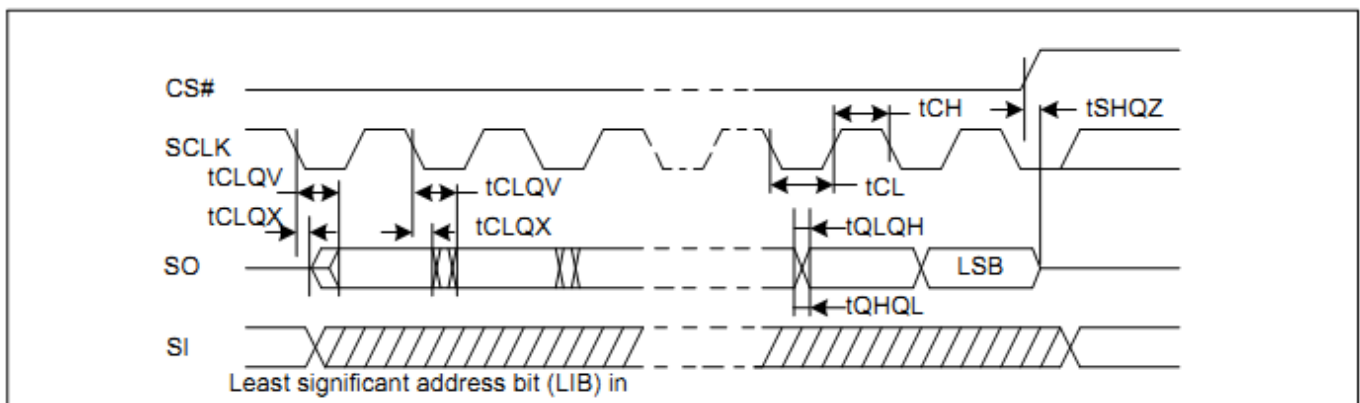 CS#
tCH
tSHQZ
SCLK
tCLQV
tCLQV
tCL
tCLQX
tCLQX
tQLQH
SO
LSB
tQHQL
SI
Least significant address bit (LIB) in